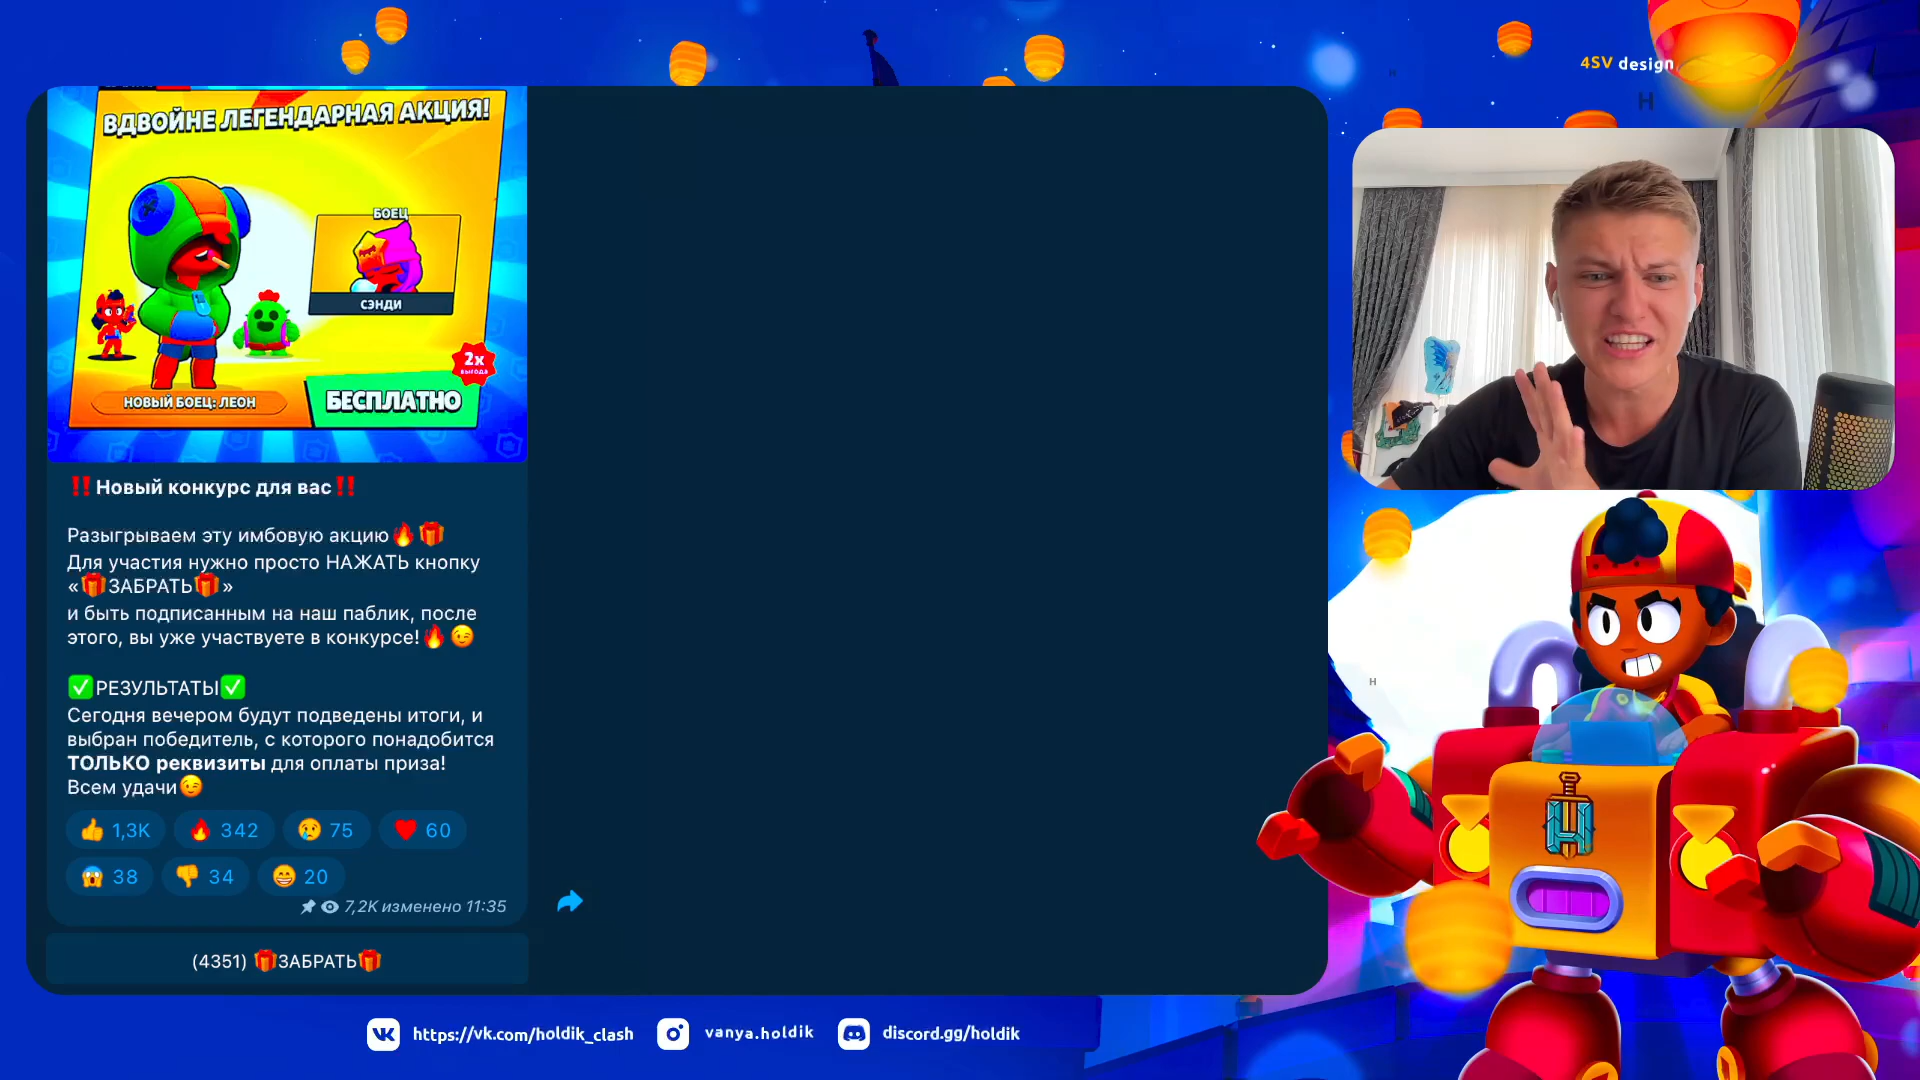 4SV design
ВДВОЙНЕ ЛЕГЕНДАРНАЯ АКЦИЯ!
БОЕЦ
СЭНДИ
2x
выгода
НОВЫЙ БОЕЦ: ЛЕОН
БЕСПЛАТНО
‼️Новый конкурс для вас‼️
Разыгрываем эту имбовую акцию🔥🎁
Для участия нужно просто НАЖАТЬ кнопку
«🎁ЗАБРАТЬ🎁»
и быть подписанным на наш паблик, после
этого, вы уже участвуете в конкурсе!🔥😉
✅РЕЗУЛЬТАТЫ✅
Сегодня вечером будут подведены итоги, и
выбран победитель, с которого понадобится
ТОЛЬКО реквизиты для оплаты приза!
Всем удачи😉
👍 1,3K 🔥 342 😢 75 ❤️ 60
😱 38 👎 34 😁 20
7,2K изменено 11:35
(4351) 🎁ЗАБРАТЬ🎁
https://vk.com/holdik_clash vanya.holdik discord.gg/holdik